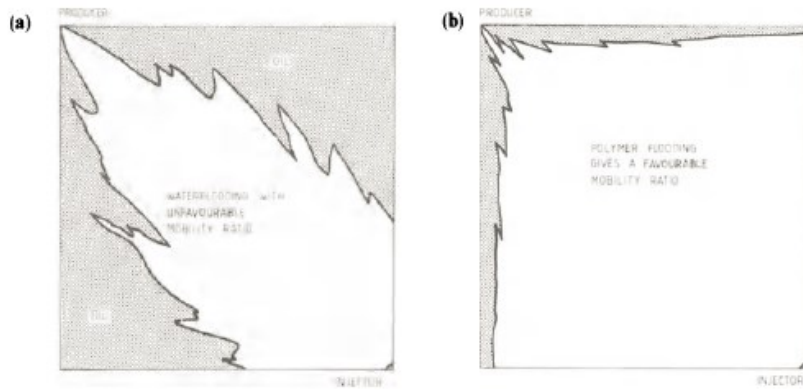 (a)
PRODUCER
OIL
WATERFLOODING WITH
UNFAVOURABLE
MOBILITY RATIO
OIL
INJECTOR
(b)
PRODUCER
POLYMER FLOODING
GIVES A FAVOURABLE
MOBILITY RATIO
INJECTOR